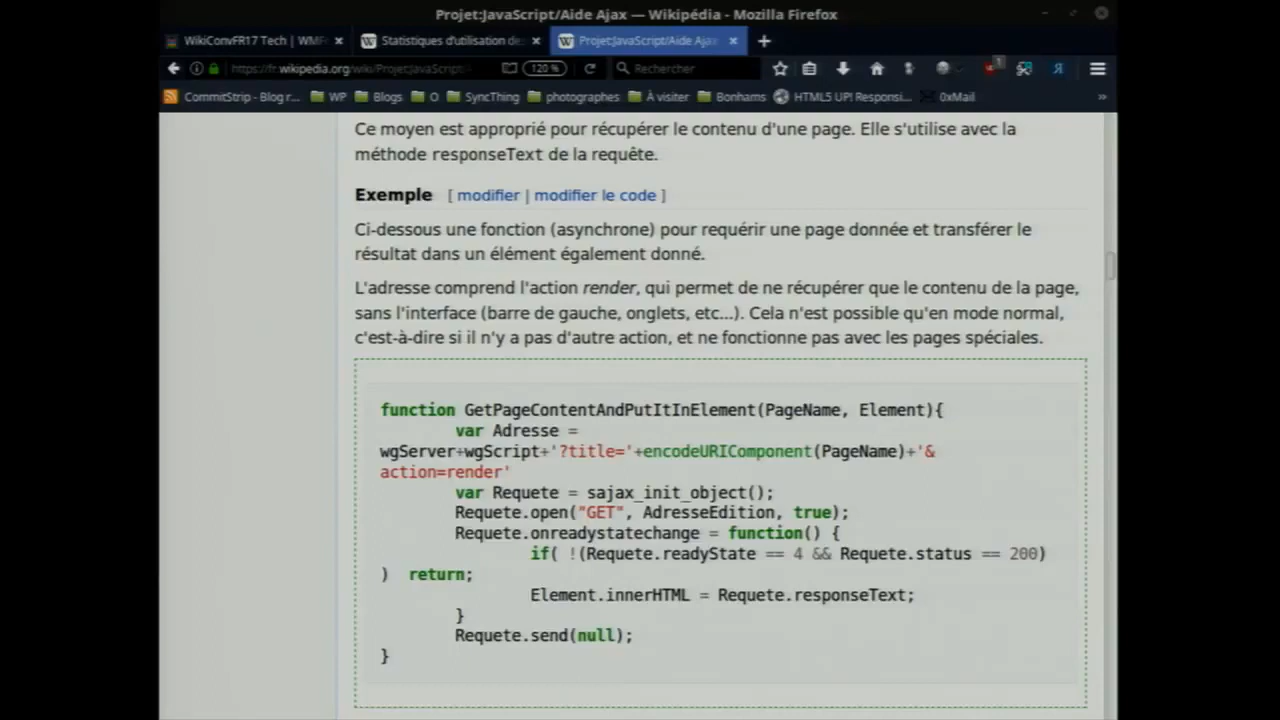 Projet:JavaScript/Aide Ajax — Wikipédia - Mozilla Firefox
WikiConvFR17 Tech | WMF
Statistiques d'utilisation de
Projet:JavaScript/Aide Ajax
https://fr.wikipedia.org/wiki/Projet:JavaScript/
120 %
Rechercher
1
CommitStrip - Blog r...
WP
Blogs
O
SyncThing
photographes
À visiter
Bonhams
HTML5 UP! Responsi...
0xMail
»
Ce moyen est approprié pour récupérer le contenu d'une page. Elle s'utilise avec la
méthode responseText de la requête.
Exemple [ modifier | modifier le code ]
Ci-dessous une fonction (asynchrone) pour requérir une page donnée et transférer le
résultat dans un élément également donné.
L'adresse comprend l'action render, qui permet de ne récupérer que le contenu de la page,
sans l'interface (barre de gauche, onglets, etc...). Cela n'est possible qu'en mode normal,
c'est-à-dire si il n'y a pas d'autre action, et ne fonctionne pas avec les pages spéciales.
function GetPageContentAndPutItInElement(PageName, Element){
var Adresse =
wgServer+wgScript+'?title='+encodeURIComponent(PageName)+'&
action=render'
var Requete = sajax_init_object();
Requete.open("GET", AdresseEdition, true);
Requete.onreadystatechange = function() {
if( !(Requete.readyState == 4 && Requete.status == 200)
) return;
Element.innerHTML = Requete.responseText;
}
Requete.send(null);
}